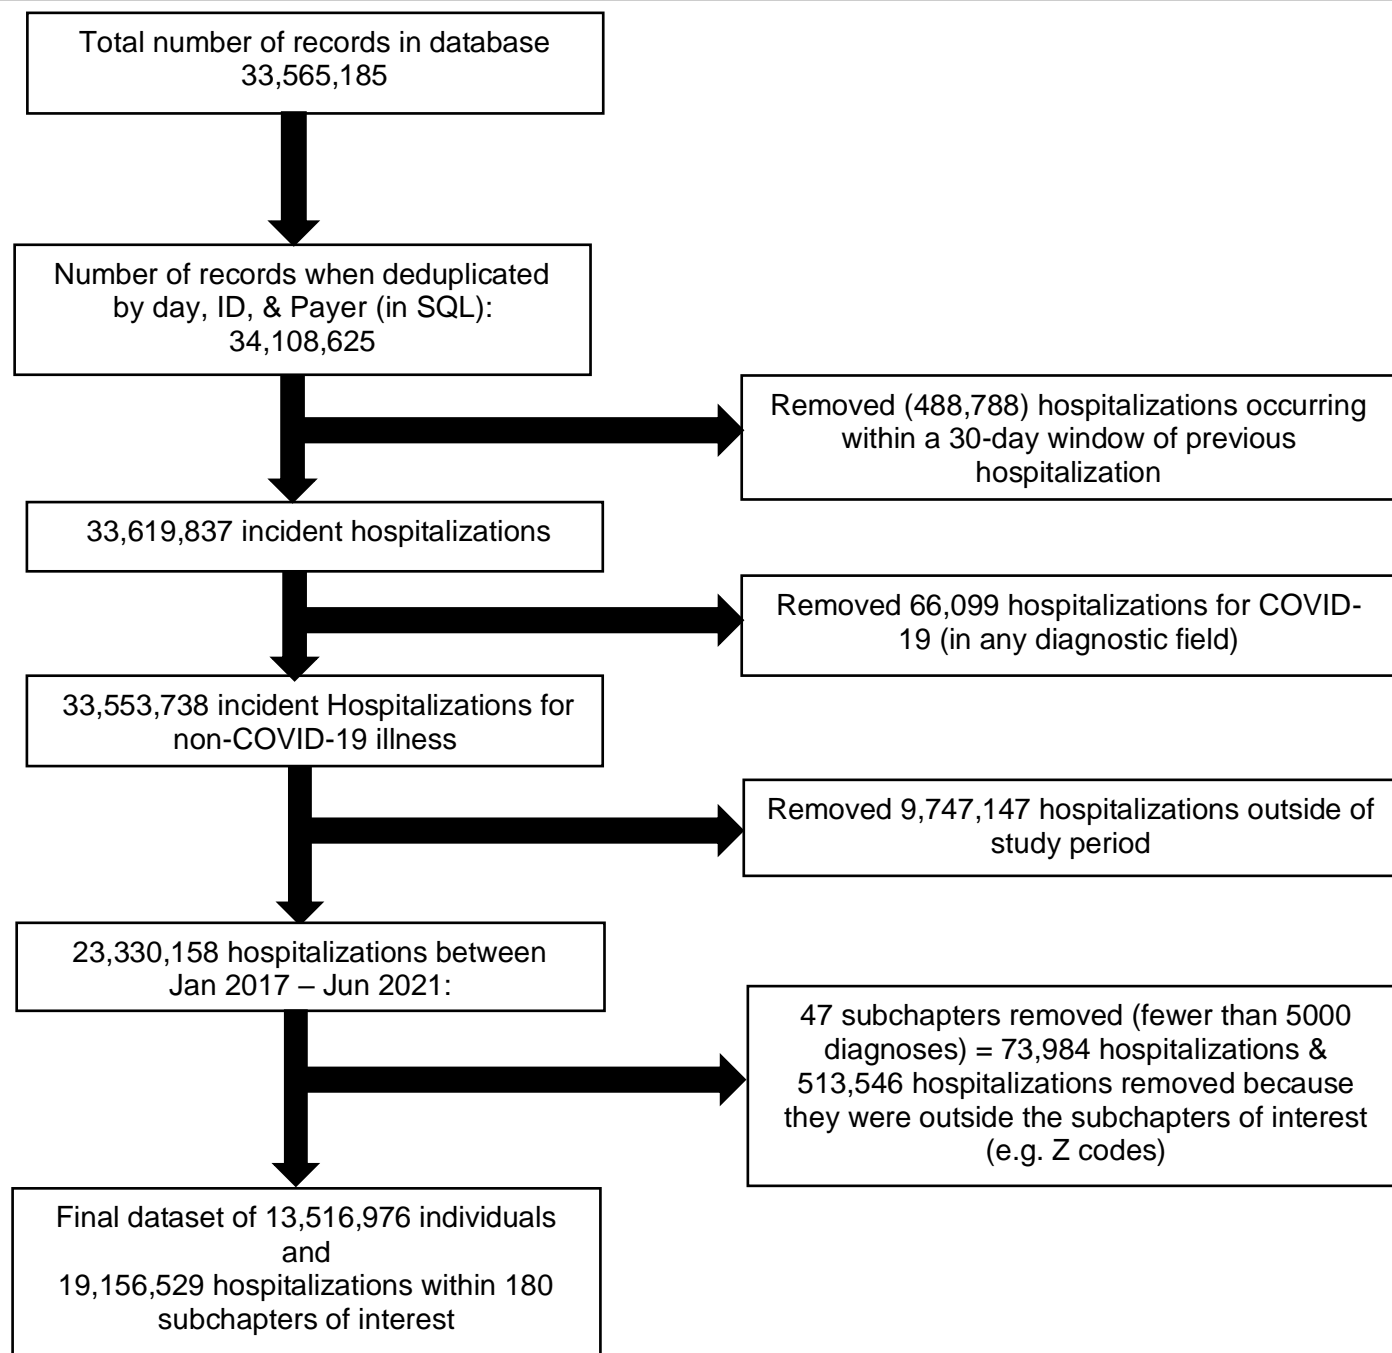 Total number of records in database
33,565,185
Number of records when deduplicated
by day, ID, & Payer (in SQL):
34,108,625
Removed (488,788) hospitalizations occurring
within a 30-day window of previous
hospitalization
33,619,837 incident hospitalizations
Removed 66,099 hospitalizations for COVID-
19 (in any diagnostic field)
33,553,738 incident Hospitalizations for
non-COVID-19 illness
Removed 9,747,147 hospitalizations outside of
study period
23,330,158 hospitalizations between
Jan 2017 – Jun 2021:
47 subchapters removed (fewer than 5000
diagnoses) = 73,984 hospitalizations &
513,546 hospitalizations removed because
they were outside the subchapters of interest
(e.g. Z codes)
Final dataset of 13,516,976 individuals
and
19,156,529 hospitalizations within 180
subchapters of interest